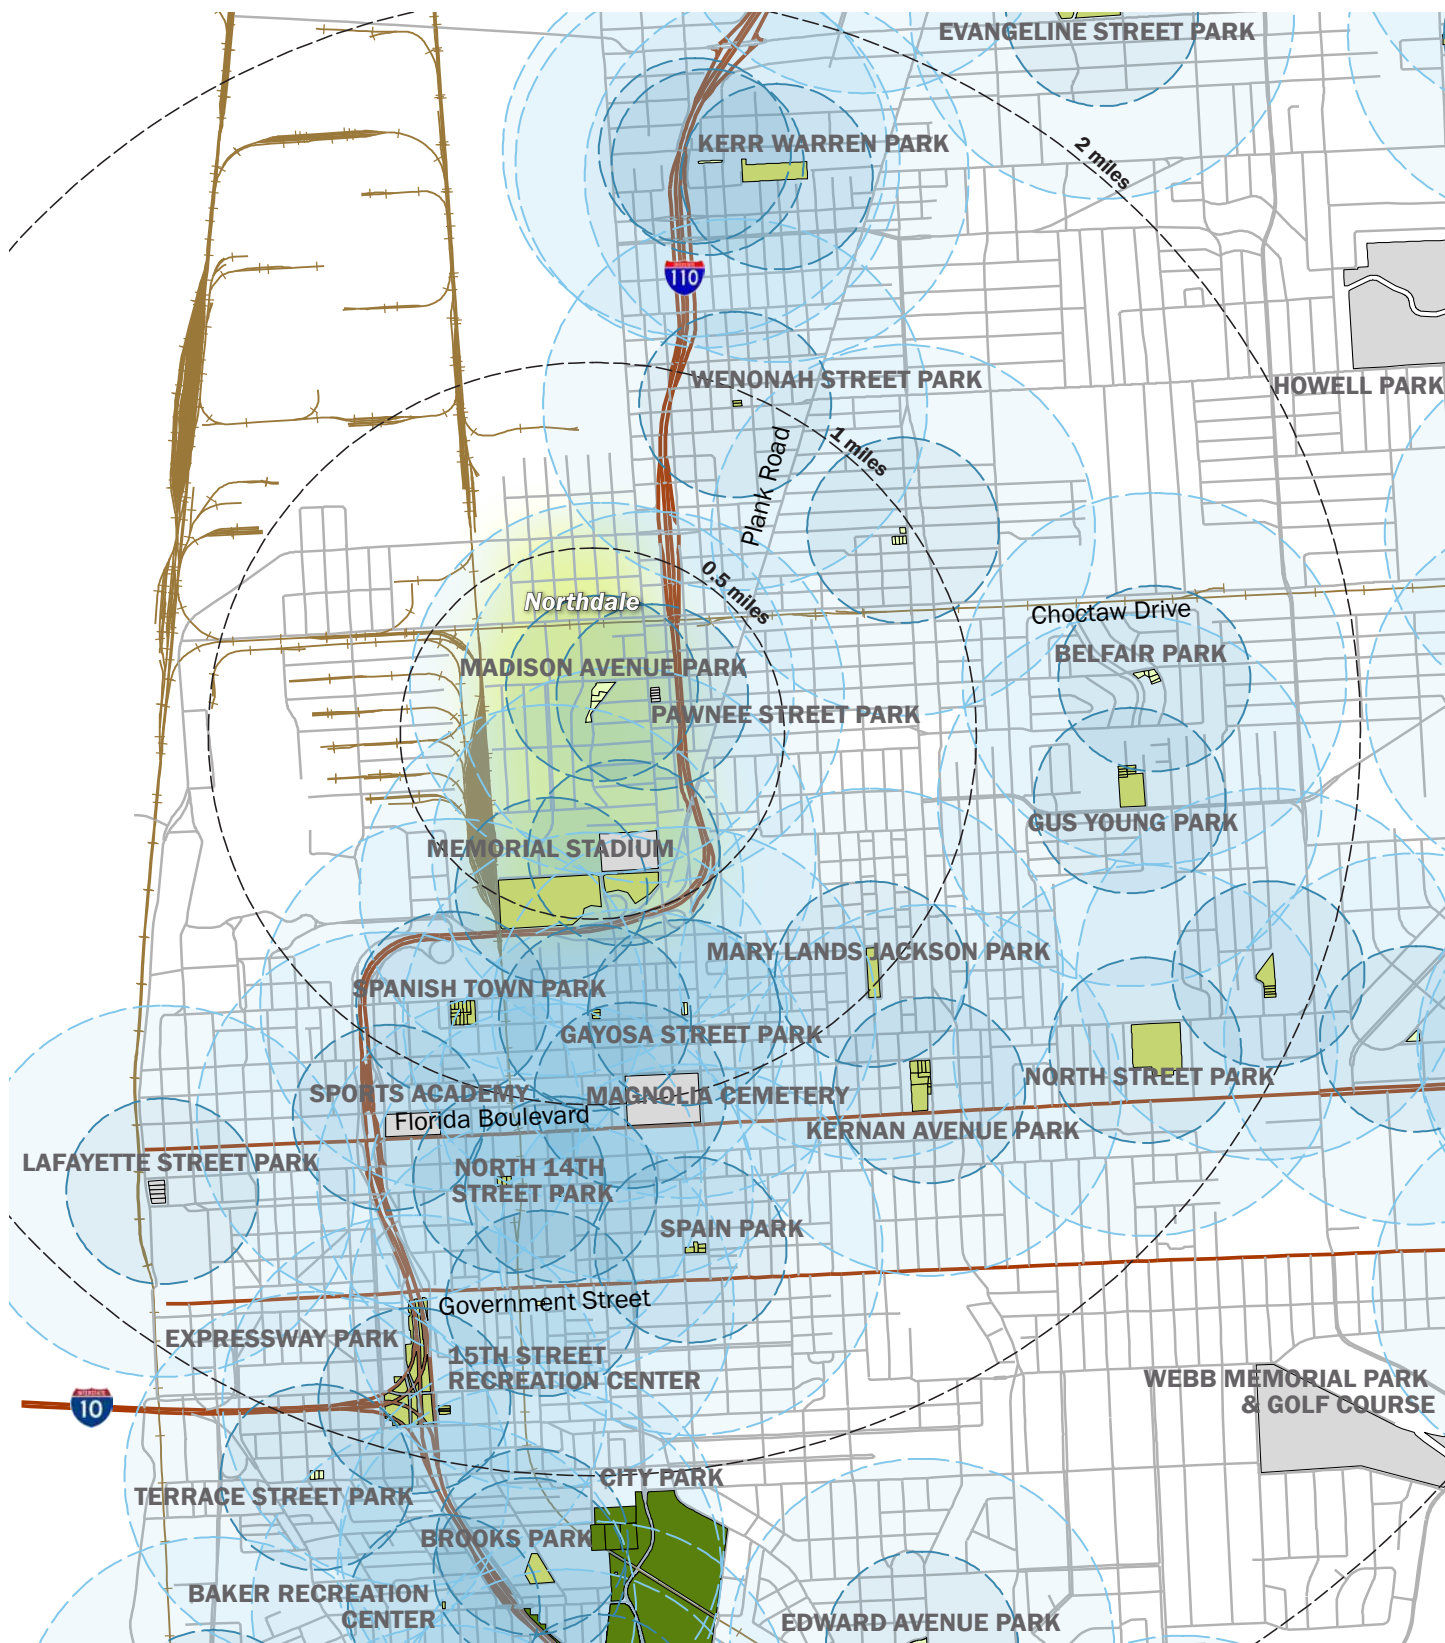 EVANGELINE STREET PARK
KERR WARREN PARK
2 miles
INTERSTATE
110
WENONAH STREET PARK
HOWELL PARK
1 miles
Plank Road
0.5 miles
Northdale
Choctaw Drive
MADISON AVENUE PARK
BELFAIR PARK
PAWNEE STREET PARK
GUS YOUNG PARK
MEMORIAL STADIUM
MARY LANDS JACKSON PARK
SPANISH TOWN PARK
GAYOSA STREET PARK
NORTH STREET PARK
SPORTS ACADEMY
MAGNOLIA CEMETERY
Florida Boulevard
KERNAN AVENUE PARK
LAFAYETTE STREET PARK
NORTH 14TH
STREET PARK
SPAIN PARK
Government Street
EXPRESSWAY PARK
15TH STREET
RECREATION CENTER
WEBB MEMORIAL PARK
& GOLF COURSE
INTERSTATE
10
CITY PARK
TERRACE STREET PARK
BROOKS PARK
BAKER RECREATION
CENTER
EDWARD AVENUE PARK